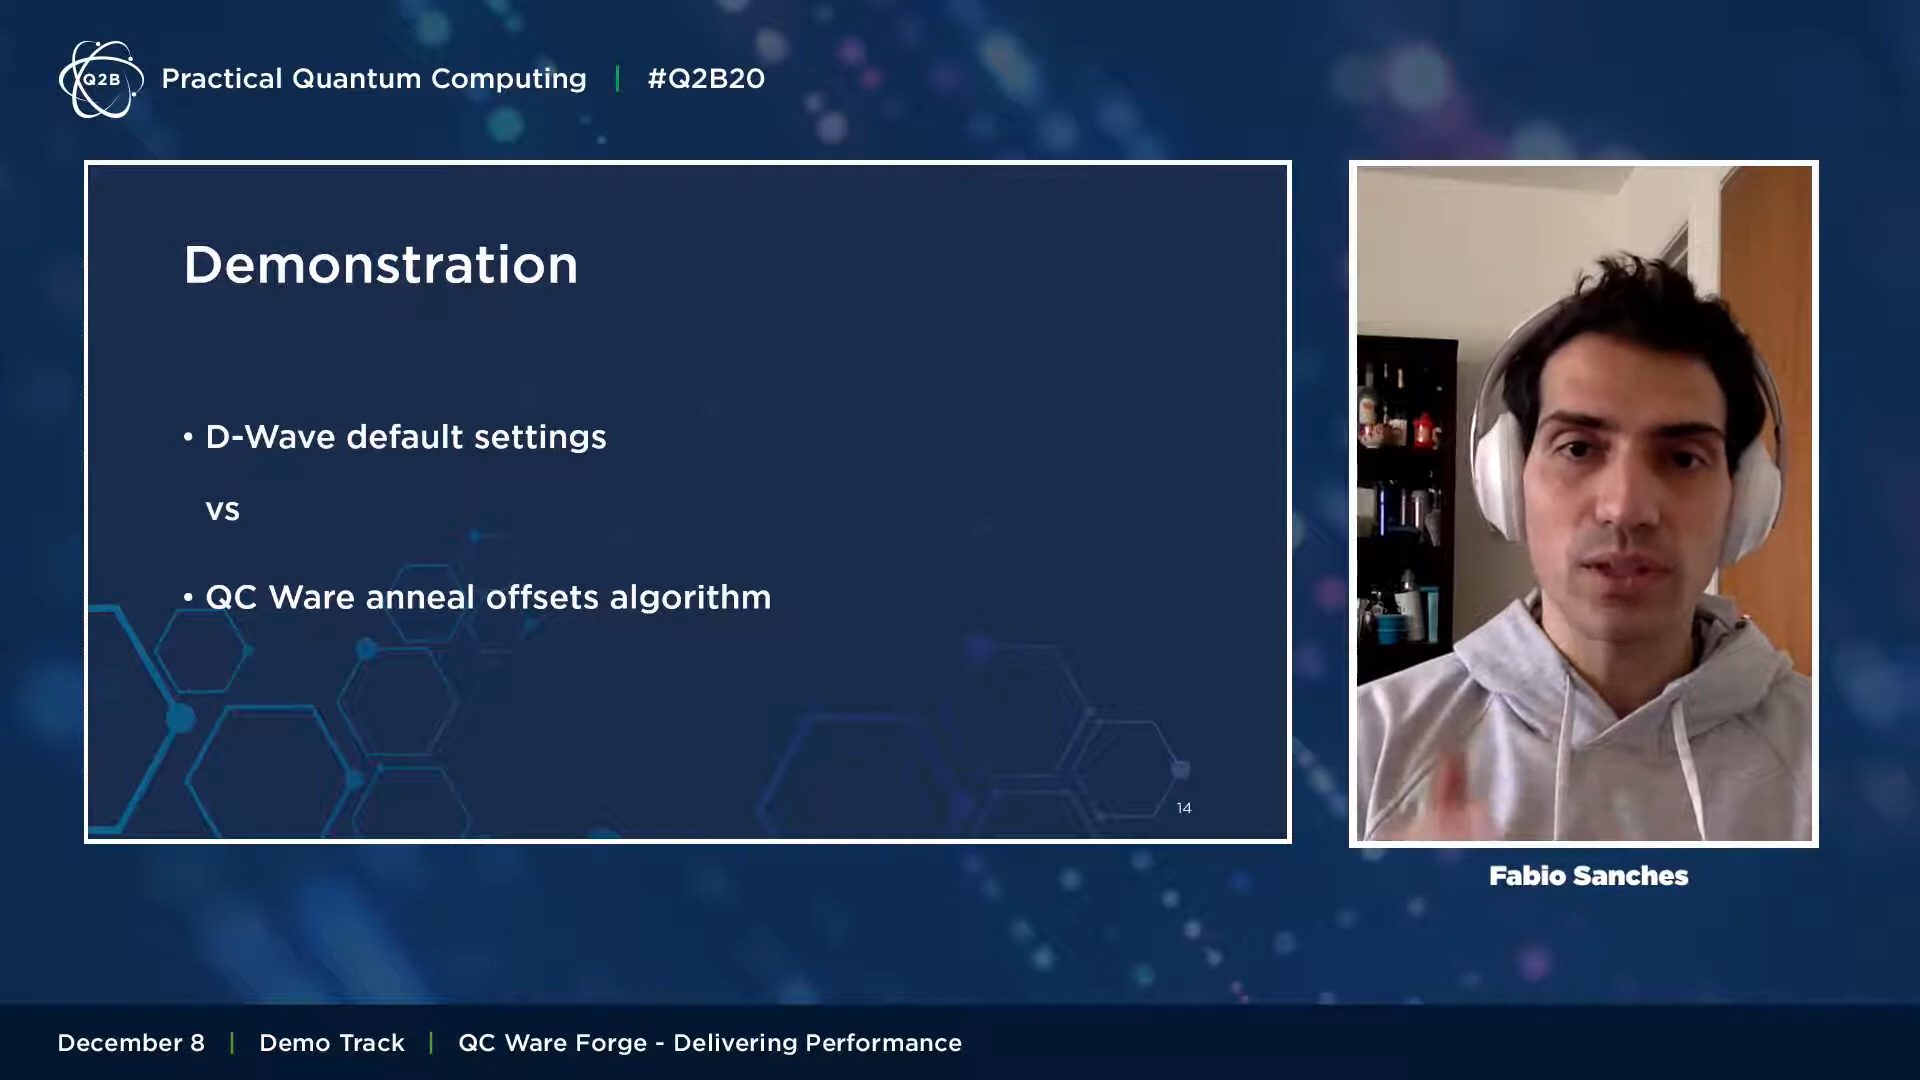 Q2B
Practical Quantum Computing | #Q2B20
Demonstration
• D-Wave default settings
vs
• QC Ware anneal offsets algorithm
14
Fabio Sanches
December 8 | Demo Track | QC Ware Forge - Delivering Performance